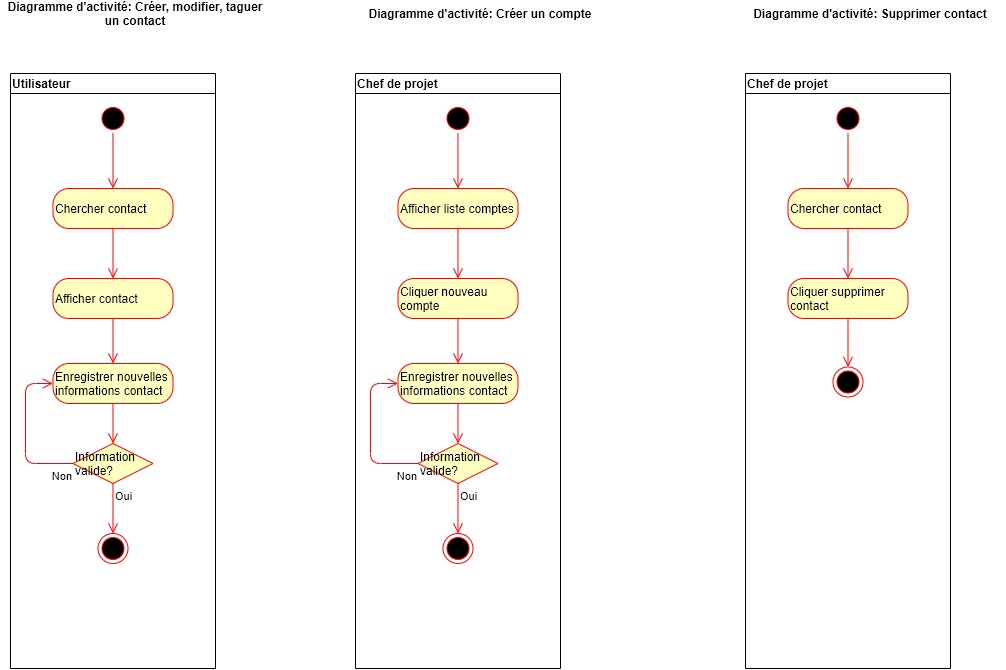 Diagramme d'activité: Créer, modifier, taguer
un contact
Utilisateur
Chercher contact
Afficher contact
Enregistrer nouvelles
informations contact
Information
valide?
Non
Oui
Diagramme d'activité: Créer un compte
Chef de projet
Afficher liste comptes
Cliquer nouveau
compte
Enregistrer nouvelles
informations contact
Information
valide?
Non
Oui
Diagramme d'activité: Supprimer contact
Chef de projet
Chercher contact
Cliquer supprimer
contact